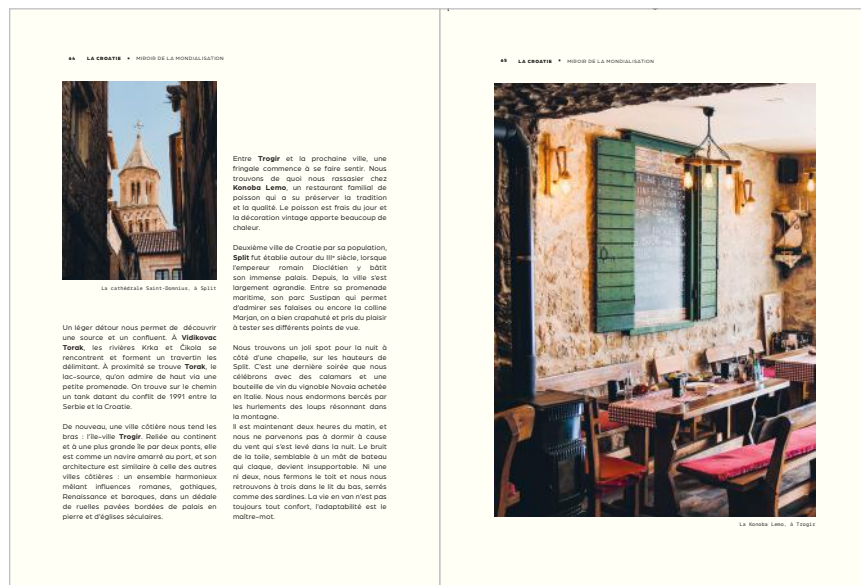 64 LA CROATIE • MIROIR DE LA MONDIALISATION
La cathédrale Saint-Domnius, à Split
Un léger détour nous permet de découvrir
une source et un confluent. À Vidikovac
Torak, les rivières Krka et Čikola se
rencontrent et forment un travertin les
délimitant. À proximité se trouve Torak, le
lac-source, qu'on admire de haut via une
petite promenade. On trouve sur le chemin
un tank datant du conflit de 1991 entre la
Serbie et la Croatie.
De nouveau, une ville côtière nous tend les
bras : l'île-ville Trogir. Reliée au continent
et à une plus grande île par deux ponts, elle
est comme un navire amarré au port, et son
architecture est similaire à celle des autres
villes côtières : un ensemble harmonieux
mêlant influences romanes, gothiques,
Renaissance et baroques, dans un dédale
de ruelles pavées bordées de palais en
pierre et d'églises séculaires.
Entre Trogir et la prochaine ville, une
fringale commence à se faire sentir. Nous
trouvons de quoi nous rassasier chez
Konoba Leme, un restaurant familial de
poisson qui a su préserver la tradition
et la qualité. Le poisson est frais du jour et
la décoration vintage apporte beaucoup de
chaleur.
Deuxième ville de Croatie par sa population,
Split fut établie autour du IIIᵉ siècle, lorsque
l'empereur romain Dioclétien y bâtit
son immense palais. Depuis, la ville s'est
largement agrandie. Entre sa promenade
maritime, son parc Sustipan qui permet
d'admirer ses falaises ou encore la colline
Marjan, on a bien crapahuté et pris du plaisir
à tester ses différents points de vue.
Nous trouvons un joli spot pour la nuit à
côté d'une chapelle, sur les hauteurs de
Split. C'est une dernière soirée que nous
célébrons avec des calamars et une
bouteille de vin du vignoble Novaia achetée
en Italie. Nous nous endormons bercés par
les hurlements des loups résonnant dans
la montagne.
Il est maintenant deux heures du matin, et
nous ne parvenons pas à dormir à cause
du vent qui s'est levé dans la nuit. Le bruit
de la toile, semblable à un mât de bateau
qui claque, devient insupportable. Ni une
ni deux, nous fermons le toit et nous nous
retrouvons à trois dans le lit du bas, serrés
comme des sardines. La vie en van n'est pas
toujours tout confort, l'adaptabilité est le
maître-mot.
65 LA CROATIE • MIROIR DE LA MONDIALISATION
La Konoba Leme, à Trogir